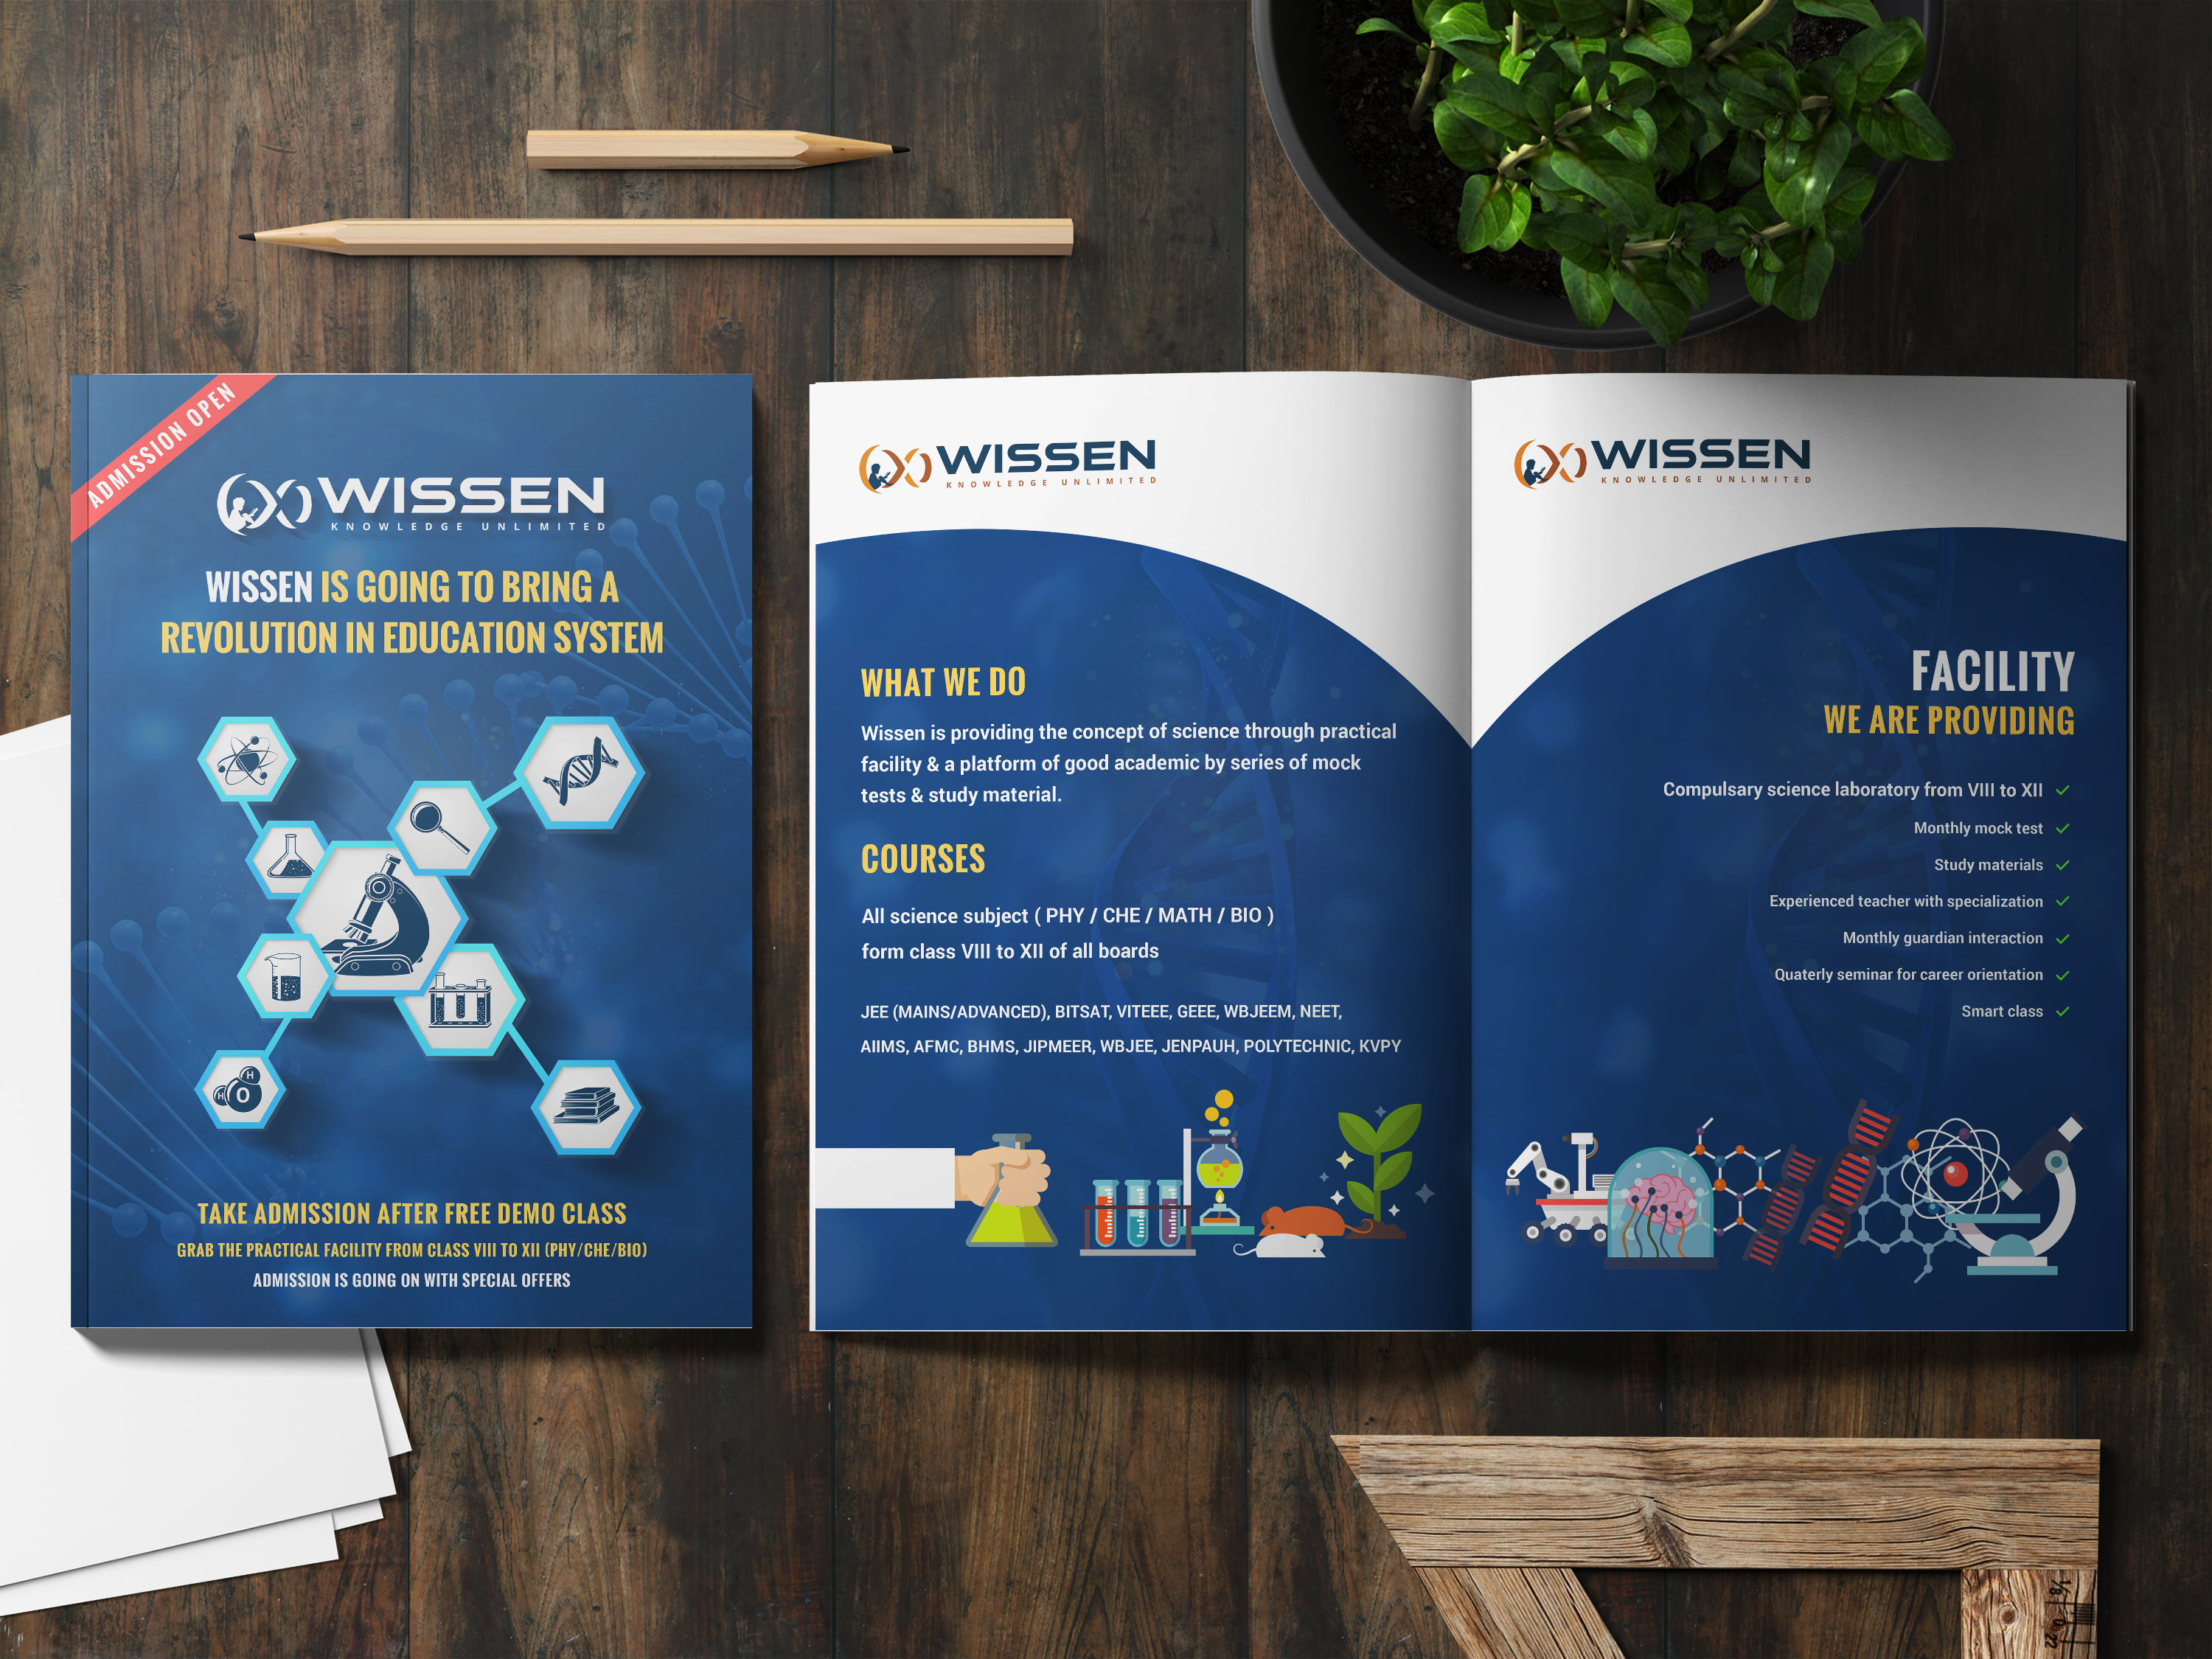 ADMISSION OPEN
WISSEN
KNOWLEDGE UNLIMITED
WISSEN IS GOING TO BRING A
REVOLUTION IN EDUCATION SYSTEM
H
H O
TAKE ADMISSION AFTER FREE DEMO CLASS
GRAB THE PRACTICAL FACILITY FROM CLASS VIII TO XII (PHY/CHE/BIO)
ADMISSION IS GOING ON WITH SPECIAL OFFERS
WISSEN
KNOWLEDGE UNLIMITED
WHAT WE DO
Wissen is providing the concept of science through practical
facility & a platform of good academic by series of mock
tests & study material.
COURSES
All science subject ( PHY / CHE / MATH / BIO )
form class VIII to XII of all boards
JEE (MAINS/ADVANCED), BITSAT, VITEEE, GEEE, WBJEEM, NEET,
AIIMS, AFMC, BHMS, JIPMEER, WBJEE, JENPAUH, POLYTECHNIC, KVPY
WISSEN
KNOWLEDGE UNLIMITED
FACILITY
WE ARE PROVIDING
Compulsary science laboratory from VIII to XII
Monthly mock test
Study materials
Experienced teacher with specialization
Monthly guardian interaction
Quaterly seminar for career orientation
Smart class